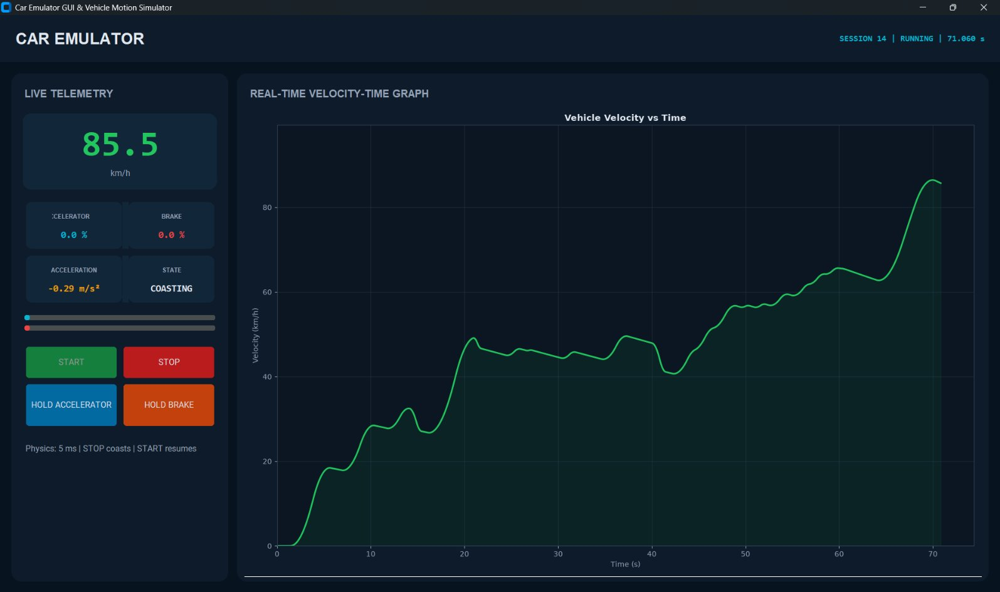 Car Emulator GUI & Vehicle Motion Simulator
CAR EMULATOR
SESSION 14 | RUNNING | 71.060 s
LIVE TELEMETRY
85.5
km/h
CELERATOR
0.0 %
BRAKE
0.0 %
ACCELERATION
-0.29 m/s²
STATE
COASTING
START
STOP
HOLD ACCELERATOR
HOLD BRAKE
Physics: 5 ms | STOP coasts | START resumes
REAL-TIME VELOCITY-TIME GRAPH
Vehicle Velocity vs Time
Velocity (km/h)
80
60
40
20
0
0 10 20 30 40 50 60 70
Time (s)